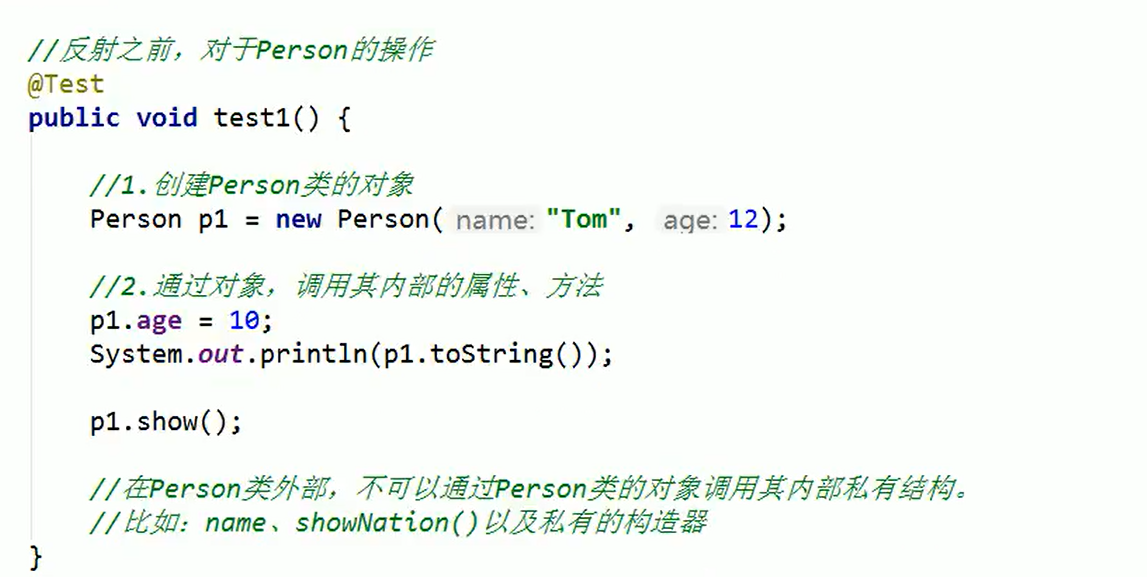 //反射之前，对于Person的操作
@Test
public void test1() {
//1.创建Person类的对象
Person p1 = new Person( name: "Tom", age: 12);
//2.通过对象，调用其内部的属性、方法
p1.age = 10;
System.out.println(p1.toString());
p1.show();
//在Person类外部，不可以通过Person类的对象调用其内部私有结构。
//比如：name、showNation()以及私有的构造器
}